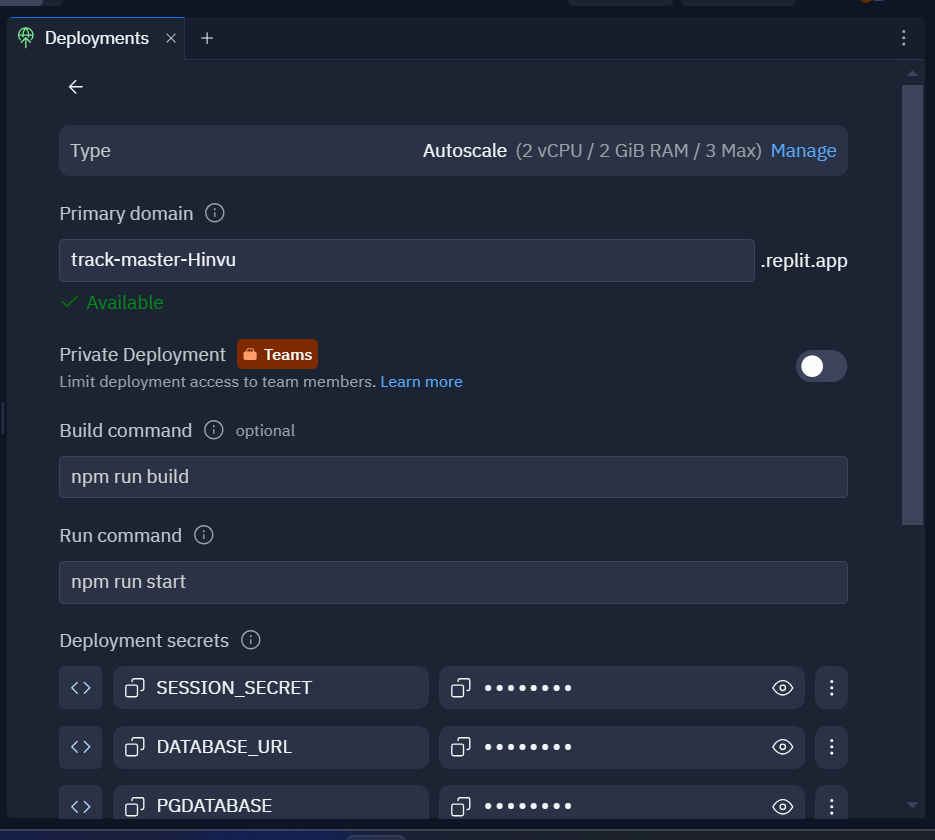 Deployments
Type Autoscale (2 vCPU / 2 GiB RAM / 3 Max) Manage
Primary domain
track-master-Hinvu .replit.app
Available
Private Deployment Teams
Limit deployment access to team members. Learn more
Build command optional
npm run build
Run command
npm run start
Deployment secrets
SESSION_SECRET ••••••••
DATABASE_URL ••••••••
PGDATABASE ••••••••